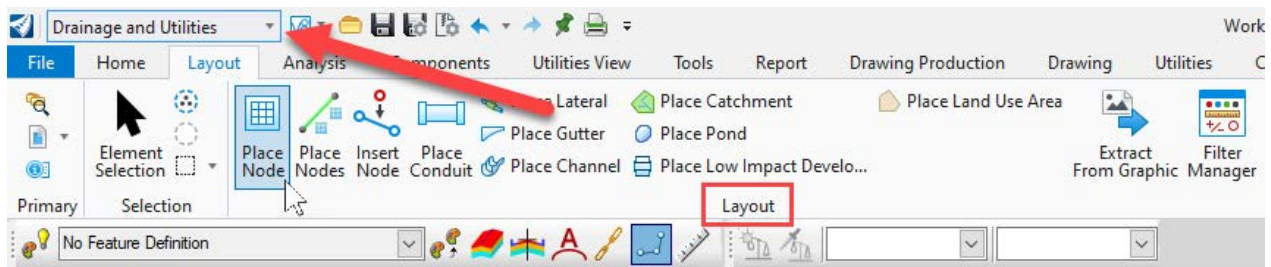 Drainage and Utilities
Work
File Home Layout Analysis Components Utilities View Tools Report Drawing Production Drawing Utilities
Place Lateral Place Catchment Place Land Use Area
Place Gutter Place Pond
Element Selection Place Node Place Nodes Insert Node Place Conduit Place Channel Place Low Impact Develo... Extract From Graphic Filter Manager
Primary Selection Layout
No Feature Definition